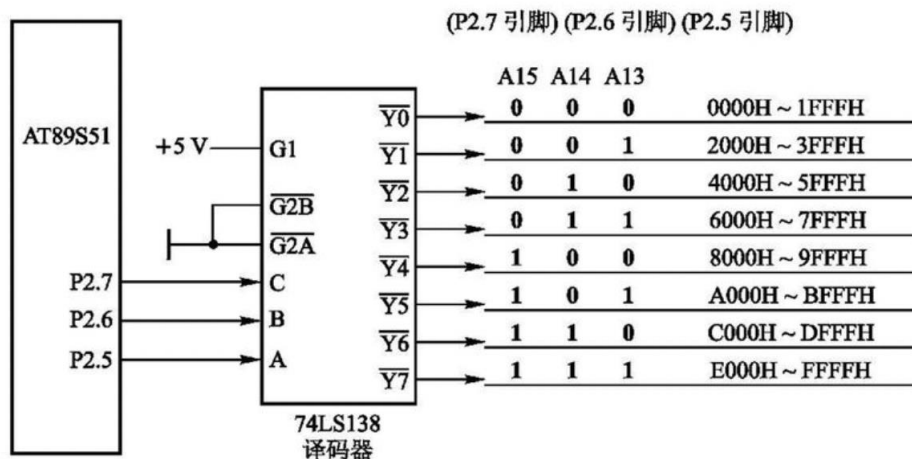 (P2.7 引脚) (P2.6 引脚) (P2.5 引脚)
A15 A14 A13
AT89S51
+5 V
G1
G2B
G2A
P2.7
C
P2.6
B
P2.5
A
Y0 0 0 0 0000H ~ 1FFFH
Y1 0 0 1 2000H ~ 3FFFH
Y2 0 1 0 4000H ~ 5FFFH
Y3 0 1 1 6000H ~ 7FFFH
Y4 1 0 0 8000H ~ 9FFFH
Y5 1 0 1 A000H ~ BFFFH
Y6 1 1 0 C000H ~ DFFFH
Y7 1 1 1 E000H ~ FFFFH
74LS138
译码器